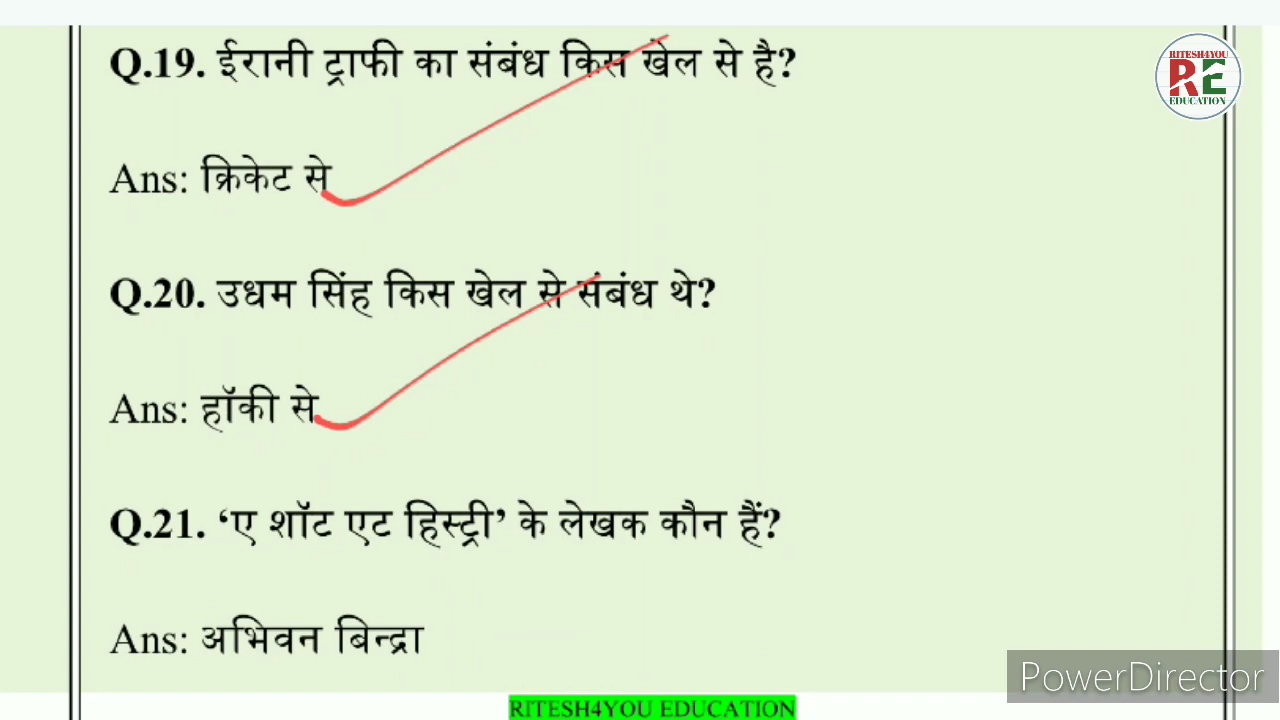 Q.19. ईरानी ट्राफी का संबंध किस खेल से है?
RITESH4YOU
RE
EDUCATION
Ans: क्रिकेट से
Q.20. उधम सिंह किस खेल से संबंध थे?
Ans: हॉकी से
Q.21. ‘ए शॉट एट हिस्ट्री’ के लेखक कौन हैं?
Ans: अभिवन बिन्द्रा
PowerDirector
RITESH4YOU EDUCATION